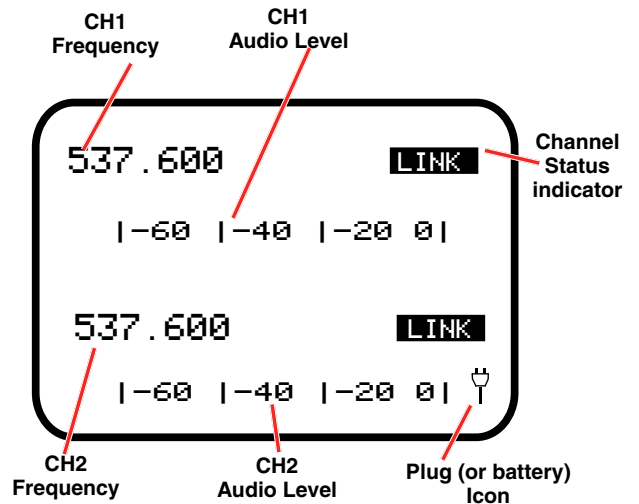 CH1
Frequency
CH1
Audio Level
537.600
LINK
Channel
Status
indicator
|-60 |-40 |-20 0|
537.600
LINK
|-60 |-40 |-20 0|
CH2
Frequency
CH2
Audio Level
Plug (or battery)
Icon